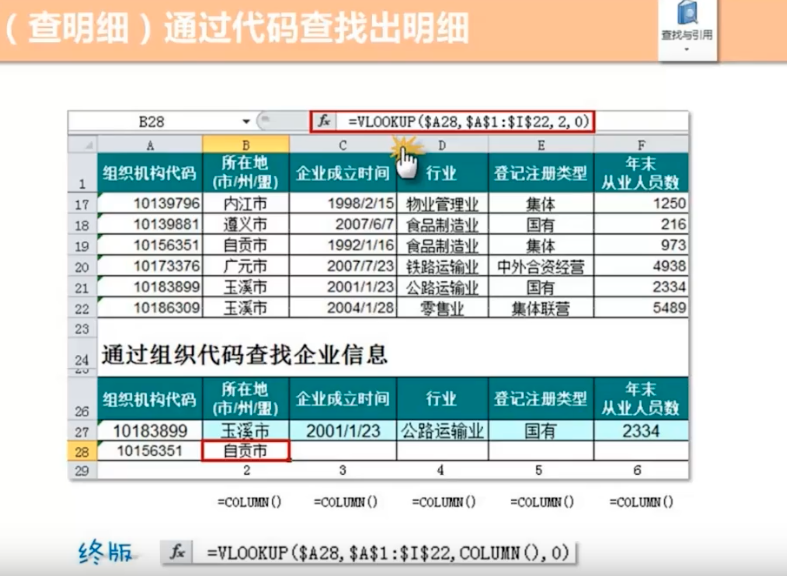 （查明细）通过代码查找出明细
查找与引用
B28 fx =VLOOKUP($A28,$A$1:$I$22,2,0)
A B C D E F
1 组织机构代码 所在地(市/州/盟) 企业成立时间 行业 登记注册类型 年末从业人员数
17 10139796 内江市 1998/2/15 物业管理业 集体 1250
18 10139881 遵义市 2007/6/7 食品制造业 国有 216
19 10156351 自贡市 1992/1/16 食品制造业 集体 973
20 10173376 广元市 2007/7/23 铁路运输业 中外合资经营 4938
21 10183899 玉溪市 2001/1/23 公路运输业 国有 2334
22 10186309 玉溪市 2004/1/28 零售业 集体联营 5489
23
24 通过组织代码查找企业信息
25
26 组织机构代码 所在地(市/州/盟) 企业成立时间 行业 登记注册类型 年末从业人员数
27 10183899 玉溪市 2001/1/23 公路运输业 国有 2334
28 10156351 自贡市
29 2 3 4 5 6
=COLUMN() =COLUMN() =COLUMN() =COLUMN() =COLUMN()
终版 fx =VLOOKUP($A28,$A$1:$I$22,COLUMN(),0)